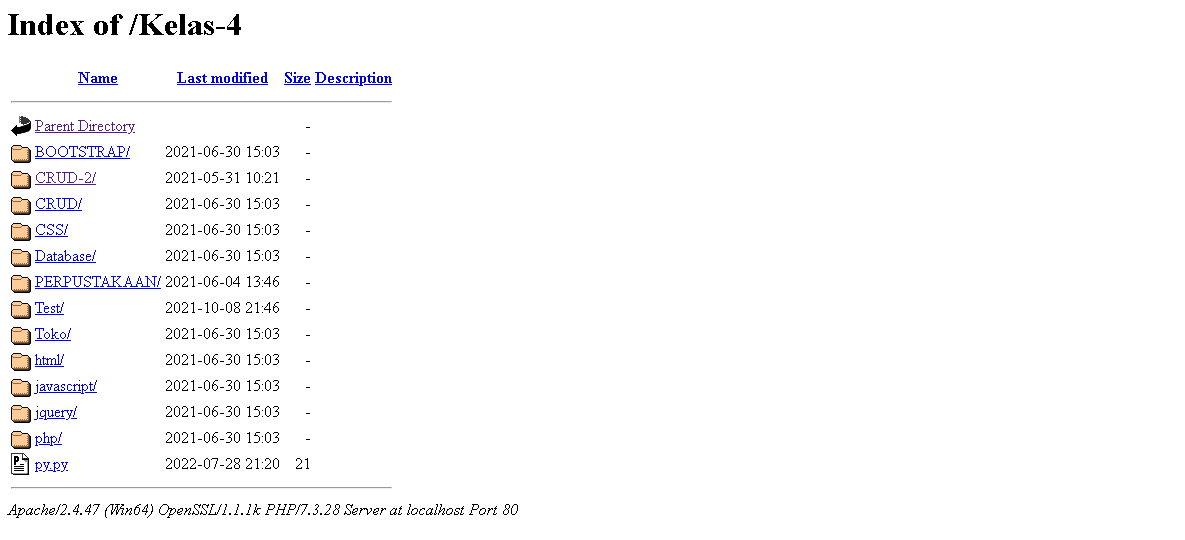 Index of /Kelas-4
Name Last modified Size Description
Parent Directory -
BOOTSTRAP/ 2021-06-30 15:03 -
CRUD-2/ 2021-05-31 10:21 -
CRUD/ 2021-06-30 15:03 -
CSS/ 2021-06-30 15:03 -
Database/ 2021-06-30 15:03 -
PERPUSTAKAAN/ 2021-06-04 13:46 -
Test/ 2021-10-08 21:46 -
Toko/ 2021-06-30 15:03 -
html/ 2021-06-30 15:03 -
javascript/ 2021-06-30 15:03 -
jquery/ 2021-06-30 15:03 -
php/ 2021-06-30 15:03 -
py.py 2022-07-28 21:20 21
Apache/2.4.47 (Win64) OpenSSL/1.1.1k PHP/7.3.28 Server at localhost Port 80